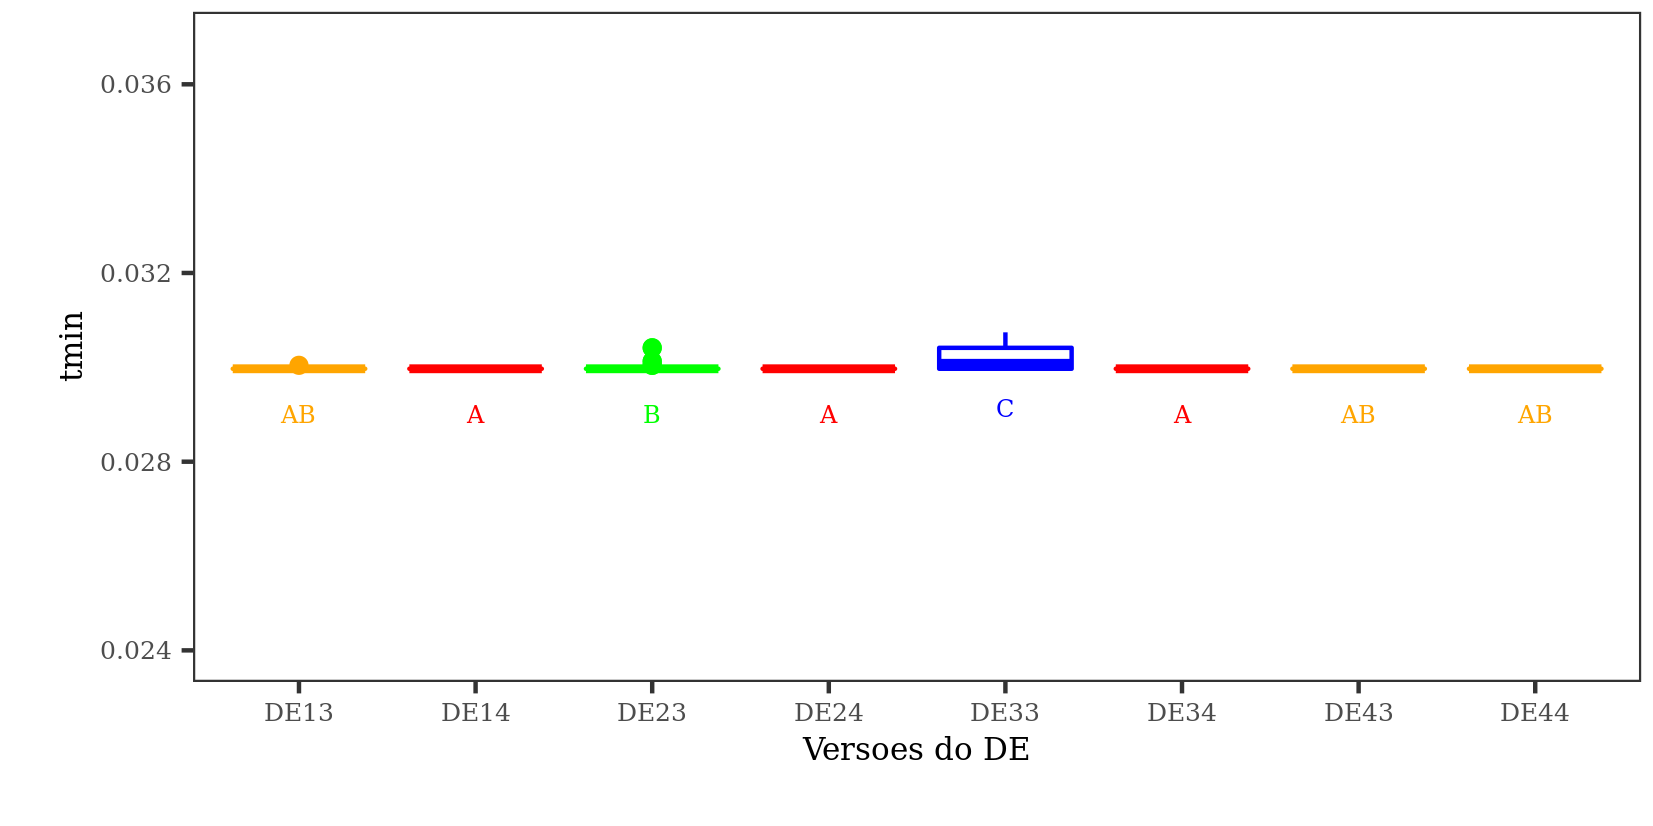 0.036
0.032
0.028
0.024
tmin
AB A B A C A AB AB
DE13 DE14 DE23 DE24 DE33 DE34 DE43 DE44
Versoes do DE